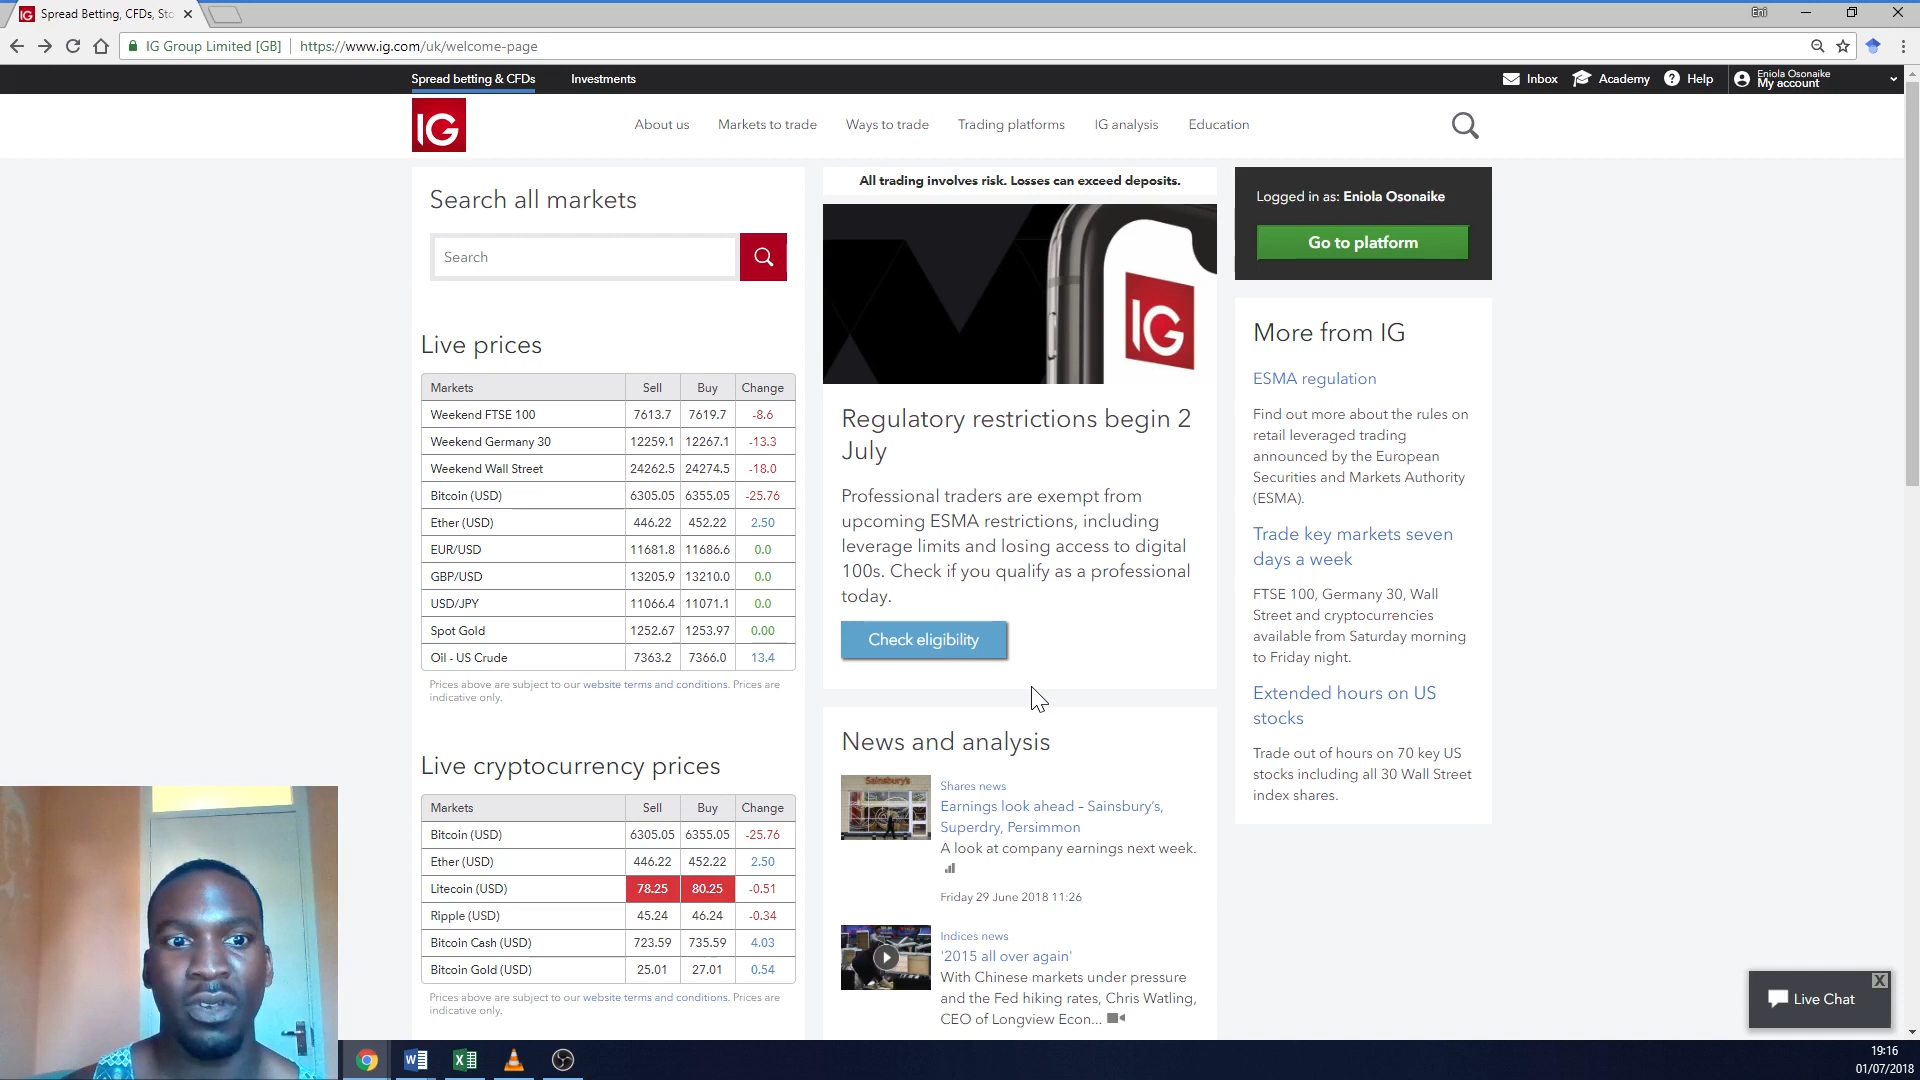 Spread Betting, CFDs, Sto
Eni
IG Group Limited [GB]
https://www.ig.com/uk/welcome-page
Spread betting & CFDs
Investments
Inbox
Academy
Help
Eniola Osonaike
My account
IG
About us
Markets to trade
Ways to trade
Trading platforms
IG analysis
Education
Search all markets
Search
Live prices
Markets Sell Buy Change
Weekend FTSE 100 7613.7 7619.7 -8.6
Weekend Germany 30 12259.1 12267.1 -13.3
Weekend Wall Street 24262.5 24274.5 -18.0
Bitcoin (USD) 6305.05 6355.05 -25.76
Ether (USD) 446.22 452.22 2.50
EUR/USD 11681.8 11686.6 0.0
GBP/USD 13205.9 13210.0 0.0
USD/JPY 11066.4 11071.1 0.0
Spot Gold 1252.67 1253.97 0.00
Oil - US Crude 7363.2 7366.0 13.4
Prices above are subject to our website terms and conditions. Prices are
indicative only.
Live cryptocurrency prices
Markets Sell Buy Change
Bitcoin (USD) 6305.05 6355.05 -25.76
Ether (USD) 446.22 452.22 2.50
Litecoin (USD) 78.25 80.25 -0.51
Ripple (USD) 45.24 46.24 -0.34
Bitcoin Cash (USD) 723.59 735.59 4.03
Bitcoin Gold (USD) 25.01 27.01 0.54
Prices above are subject to our website terms and conditions. Prices are
indicative only.
All trading involves risk. Losses can exceed deposits.
IG
Regulatory restrictions begin 2
July
Professional traders are exempt from
upcoming ESMA restrictions, including
leverage limits and losing access to digital
100s. Check if you qualify as a professional
today.
Check eligibility
News and analysis
Sainsbury's
Shares news
Earnings look ahead – Sainsbury's,
Superdry, Persimmon
A look at company earnings next week.
Friday 29 June 2018 11:26
Indices news
'2015 all over again'
With Chinese markets under pressure
and the Fed hiking rates, Chris Watling,
CEO of Longview Econ...
Logged in as: Eniola Osonaike
Go to platform
More from IG
ESMA regulation
Find out more about the rules on
retail leveraged trading
announced by the European
Securities and Markets Authority
(ESMA).
Trade key markets seven
days a week
FTSE 100, Germany 30, Wall
Street and cryptocurrencies
available from Saturday morning
to Friday night.
Extended hours on US
stocks
Trade out of hours on 70 key US
stocks including all 30 Wall Street
index shares.
X
Live Chat
19:16
01/07/2018